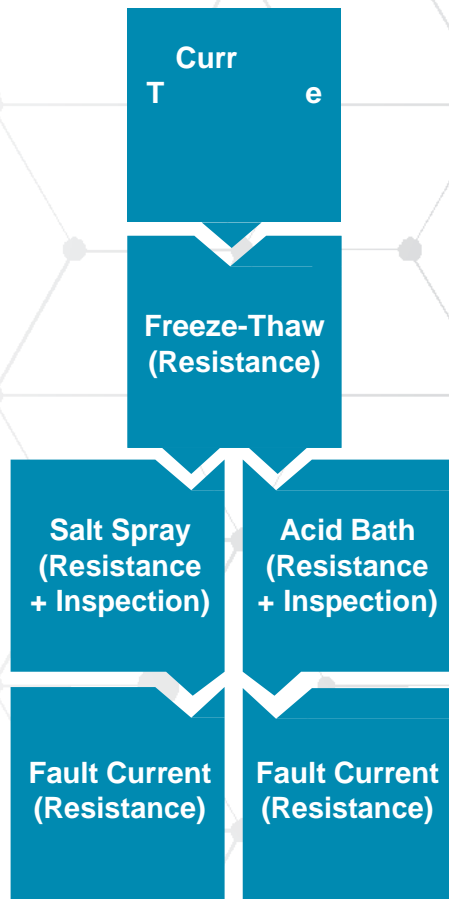 Curr
T e
Freeze-Thaw
(Resistance)
Salt Spray
(Resistance
+ Inspection)
Acid Bath
(Resistance
+ Inspection)
Fault Current
(Resistance)
Fault Current
(Resistance)